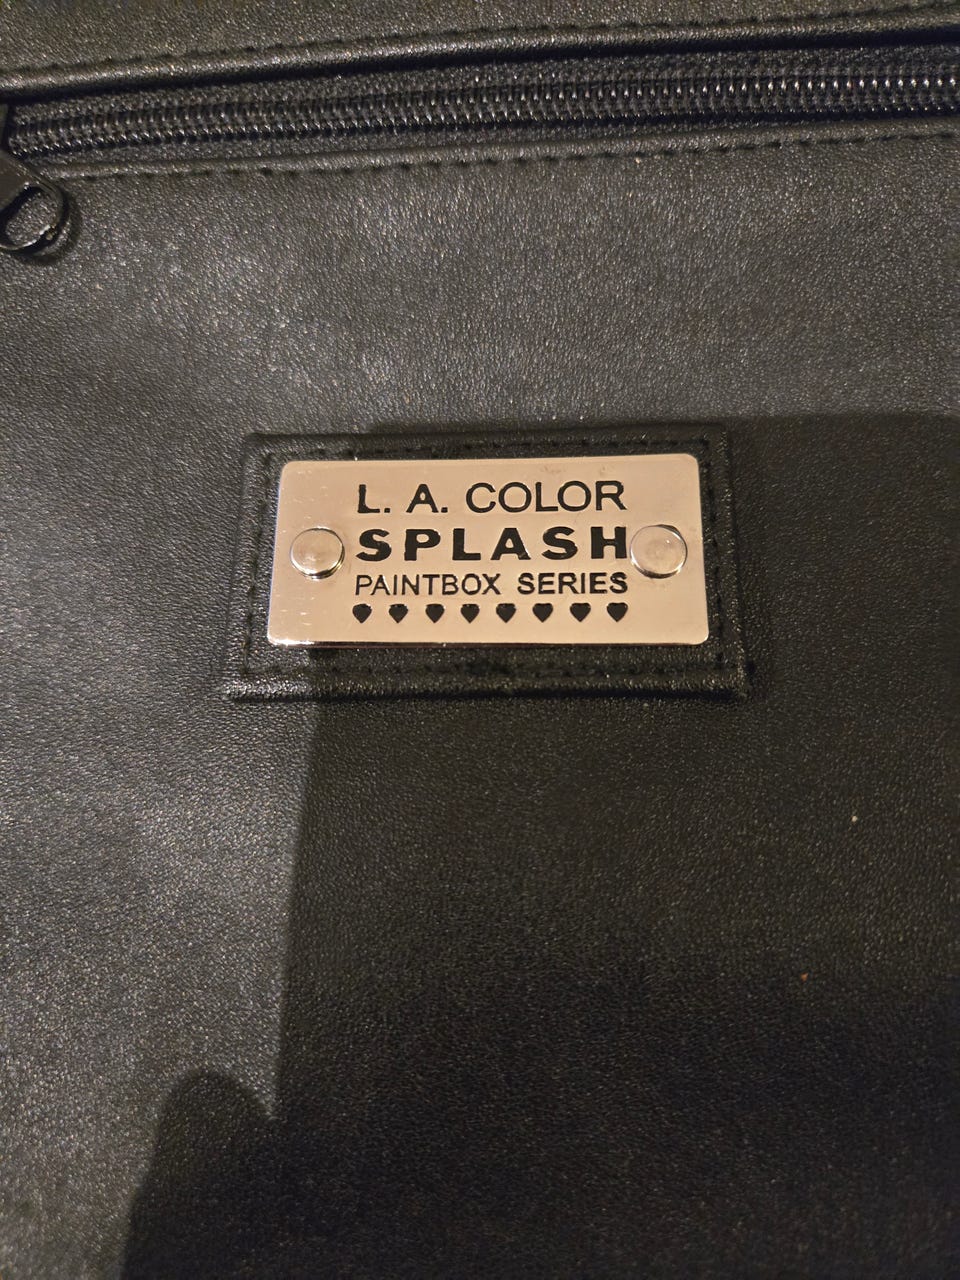 L. A. COLOR
SPLASH
PAINTBOX SERIES